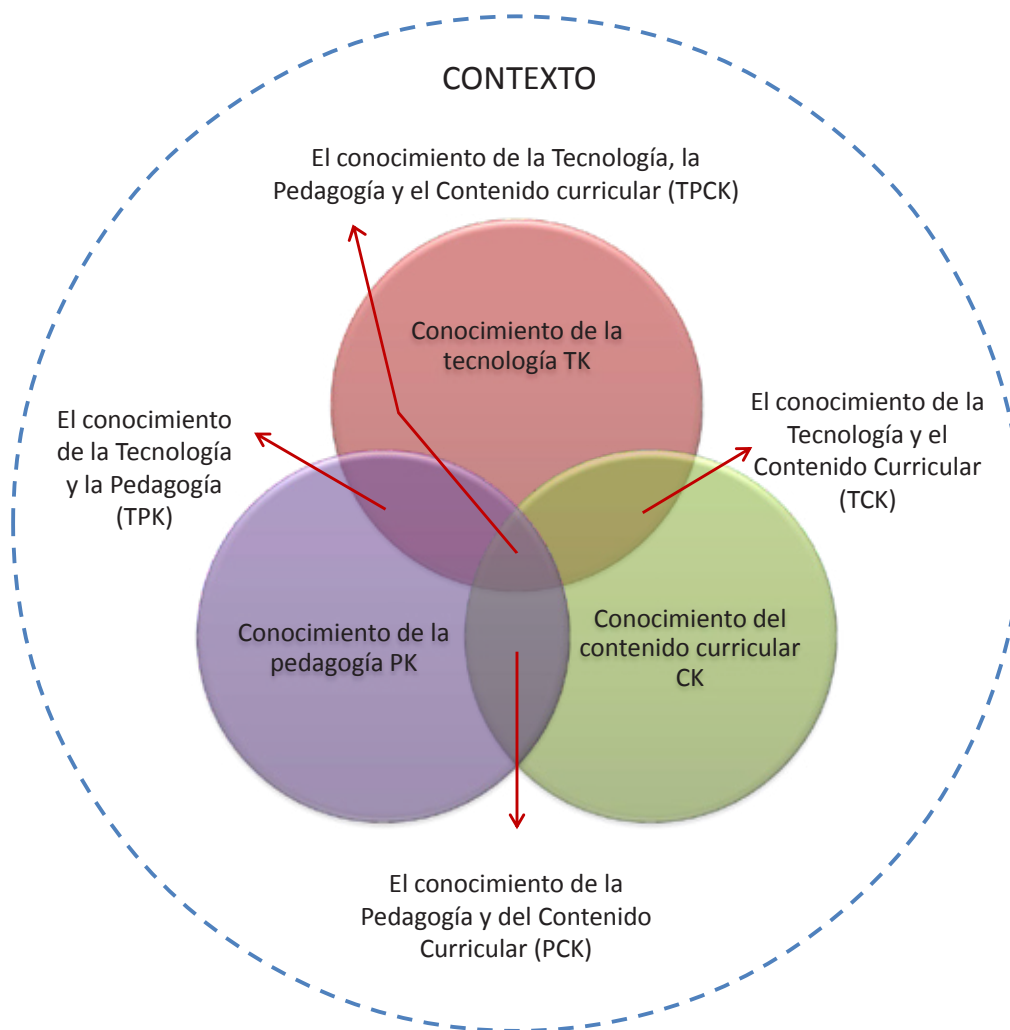 CONTEXTO
El conocimiento de la Tecnología, la
Pedagogía y el Contenido curricular (TPCK)
Conocimiento de la
tecnología TK
El conocimiento
de la Tecnología
y la Pedagogía
(TPK)
El conocimiento de la
Tecnología y el
Contenido Curricular
(TCK)
Conocimiento de la
pedagogía PK
Conocimiento del
contenido curricular
CK
El conocimiento de la
Pedagogía y del Contenido
Curricular (PCK)